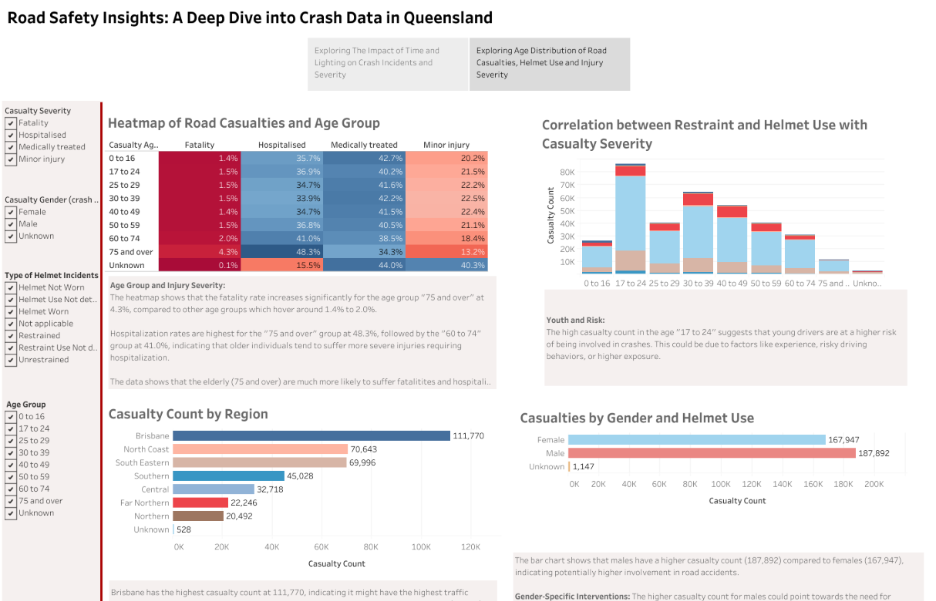 Road Safety Insights: A Deep Dive into Crash Data in Queensland
Exploring The Impact of Time and
Lighting on Crash Incidents and
Severity
Exploring Age Distribution of Road
Casualties, Helmet Use and Injury
Severity
Casualty Severity
Fatality
Hospitalised
Medically treated
Minor injury
Casualty Gender (crash ..
Female
Male
Unknown
Type of Helmet Incidents
Helmet Not Worn
Helmet Use Not det..
Helmet Worn
Not applicable
Restrained
Restraint Use Not d..
Unrestrained
Age Group
0 to 16
17 to 24
25 to 29
30 to 39
40 to 49
50 to 59
60 to 74
75 and over
Unknown
Heatmap of Road Casualties and Age Group
Casualty Ag.. Fatality Hospitalised Medically treated Minor injury
0 to 16 1.4% 35.7% 42.7% 20.2%
17 to 24 1.5% 36.9% 40.2% 21.5%
25 to 29 1.5% 34.7% 41.6% 22.2%
30 to 39 1.5% 33.9% 42.2% 22.5%
40 to 49 1.4% 34.7% 41.5% 22.4%
50 to 59 1.5% 36.8% 40.5% 21.1%
60 to 74 2.0% 41.0% 38.5% 18.4%
75 and over 4.3% 48.3% 34.3% 13.2%
Unknown 0.1% 15.5% 44.0% 40.3%
Age Group and Injury Severity:
The heatmap shows that the fatality rate increases significantly for the age group "75 and over" at
4.3%, compared to other age groups which hover around 1.4% to 2.0%.
Hospitalization rates are highest for the "75 and over" group at 48.3%, followed by the "60 to 74"
group at 41.0%, indicating that older individuals tend to suffer more severe injuries requiring
hospitalization.
The data shows that the elderly (75 and over) are much more likely to suffer fatalitites and hospitali..
Correlation between Restraint and Helmet Use with
Casualty Severity
Casualty Count
80K
70K
60K
50K
40K
30K
20K
10K
0 to 16 17 to 24 25 to 29 30 to 39 40 to 49 50 to 59 60 to 74 75 and .. Unkno..
Youth and Risk:
The high casualty count in the age "17 to 24" suggests that young drivers are at a higher risk
of being involved in crashes. This could be due to factors like experience, risky driving
behaviors, or higher exposure.
Casualty Count by Region
Brisbane 111,770
North Coast 70,643
South Eastern 69,996
Southern 45,028
Central 32,718
Far Northern 22,246
Northern 20,492
Unknown 528
0K 20K 40K 60K 80K 100K 120K
Casualty Count
Brisbane has the highest casualty count at 111,770, indicating it might have the highest traffic
Casualties by Gender and Helmet Use
Female 167,947
Male 187,892
Unknown 1,147
0K 20K 40K 60K 80K 100K 120K 140K 160K 180K 200K
Casualty Count
The bar chart shows that males have a higher casualty count (187,892) compared to females (167,947),
indicating potentially higher involvement in road accidents.
Gender-Specific Interventions: The higher casualty count for males could point towards the need for